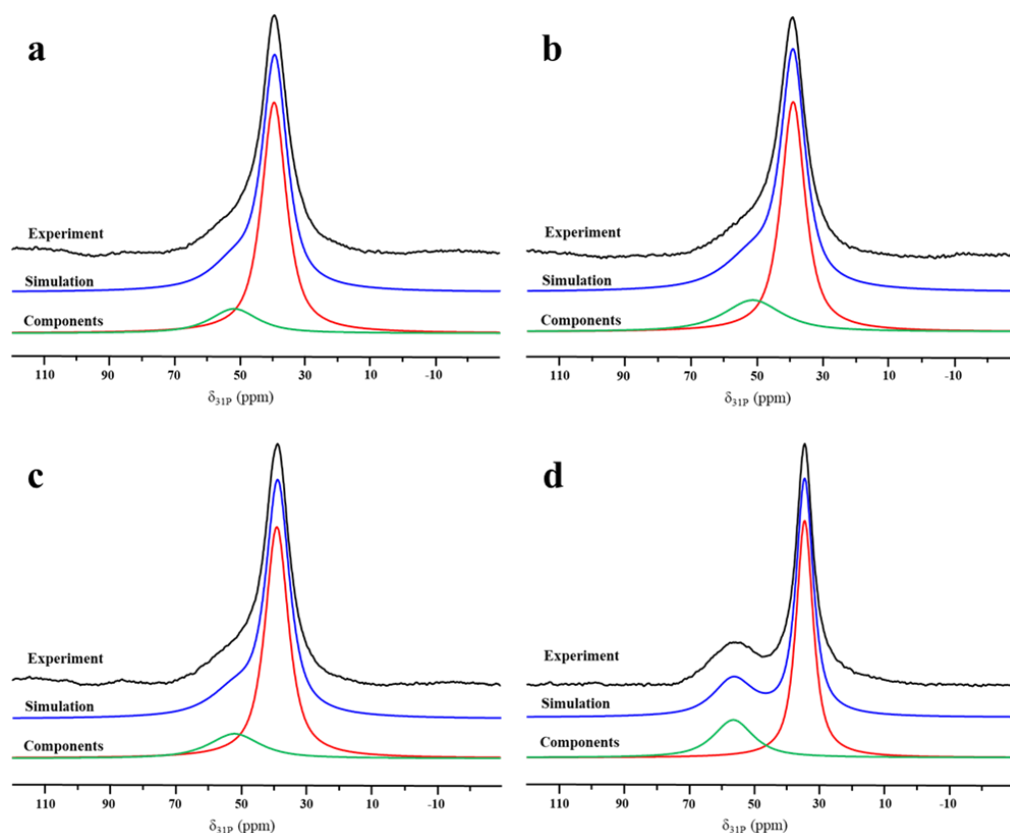 a
Experiment
Simulation
Components
110 90 70 50 30 10 -10
δ31P (ppm)
b
Experiment
Simulation
Components
110 90 70 50 30 10 -10
δ31P (ppm)
c
Experiment
Simulation
Components
110 90 70 50 30 10 -10
δ31P (ppm)
d
Experiment
Simulation
Components
110 90 70 50 30 10 -10
δ31P (ppm)